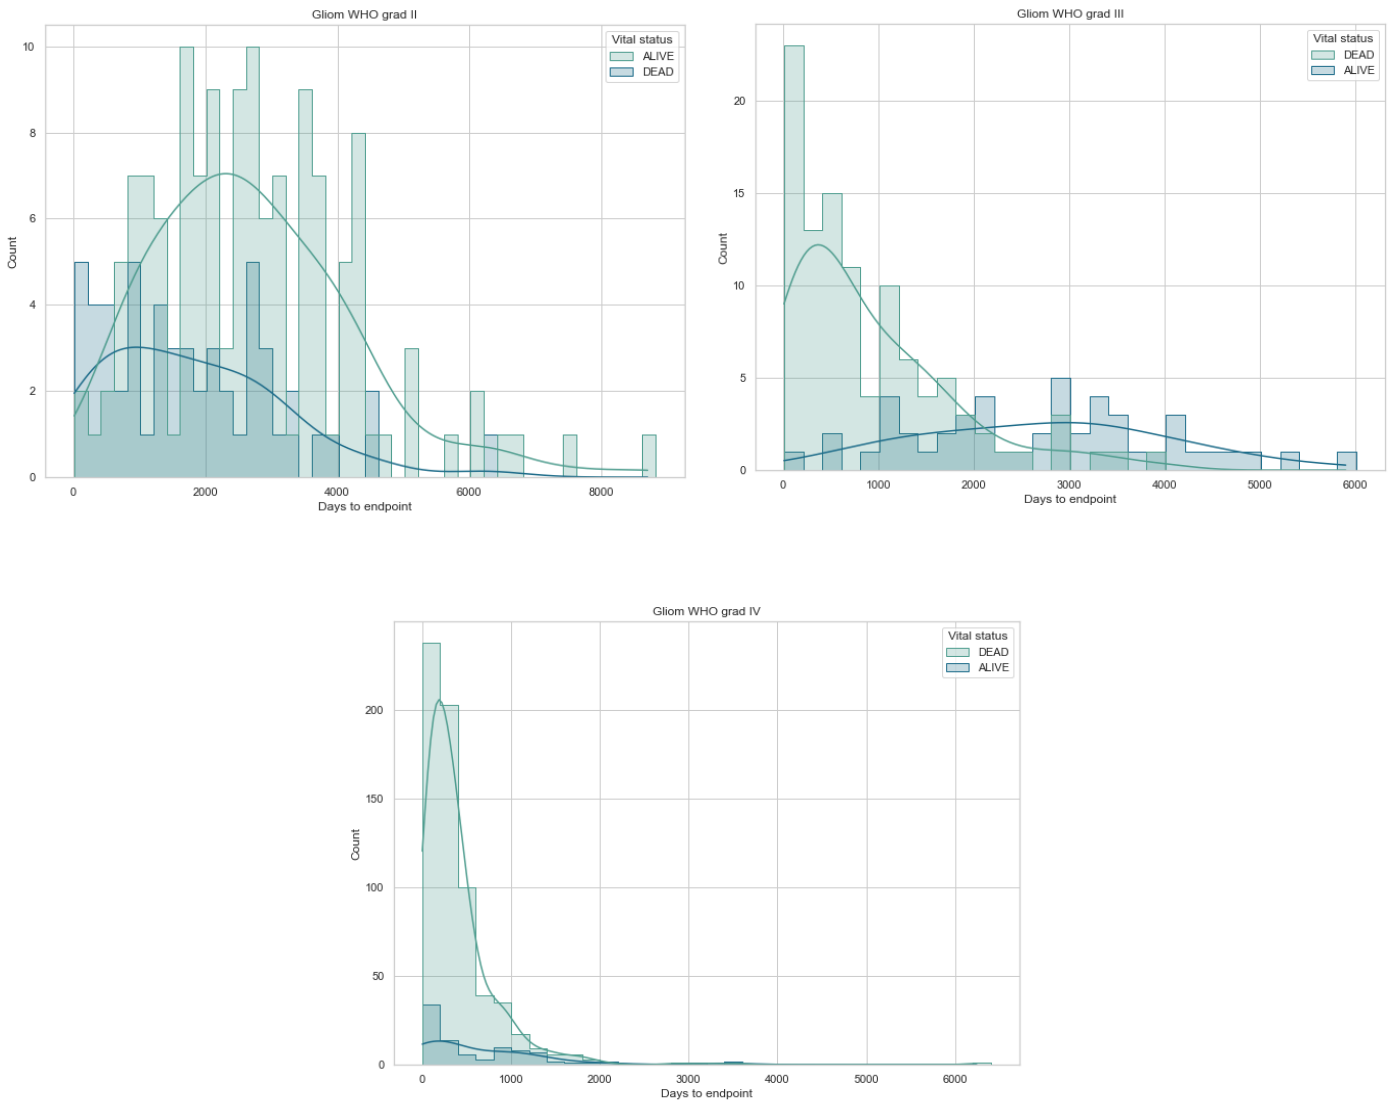 Gliom WHO grad II
Vital status
ALIVE
DEAD
10
8
6
4
2
0
Count
0 2000 4000 6000 8000
Days to endpoint
Gliom WHO grad III
Vital status
DEAD
ALIVE
20
15
10
5
0
Count
0 1000 2000 3000 4000 5000 6000
Days to endpoint
Gliom WHO grad IV
Vital status
DEAD
ALIVE
200
150
100
50
0
Count
0 1000 2000 3000 4000 5000 6000
Days to endpoint